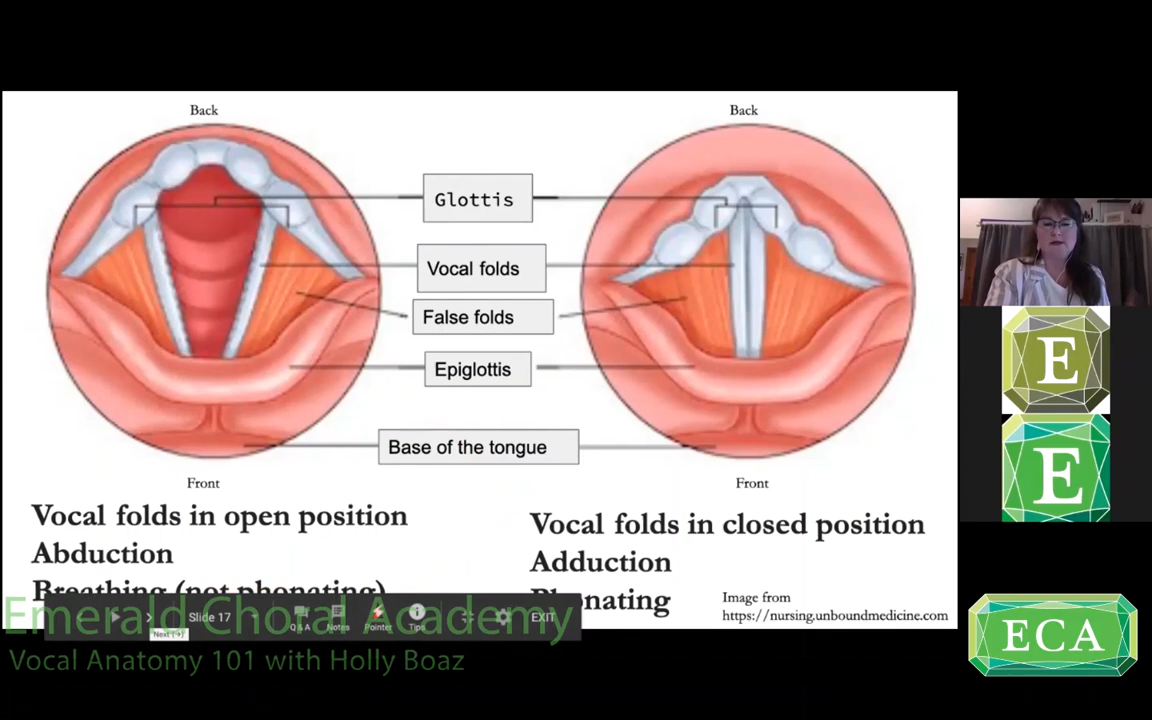 Back
Back
Glottis
Vocal folds
False folds
Epiglottis
Base of the tongue
Front
Front
Vocal folds in open position
Abduction
Breathing (not phonating)
Vocal folds in closed position
Adduction
Phonating
Image from
https://nursing.unboundmedicine.com
Slide 17
Q & A
Notes
Pointer
Tips
EXIT
Next (→)
Emerald Choral Academy
Vocal Anatomy 101 with Holly Boaz
E
E
ECA